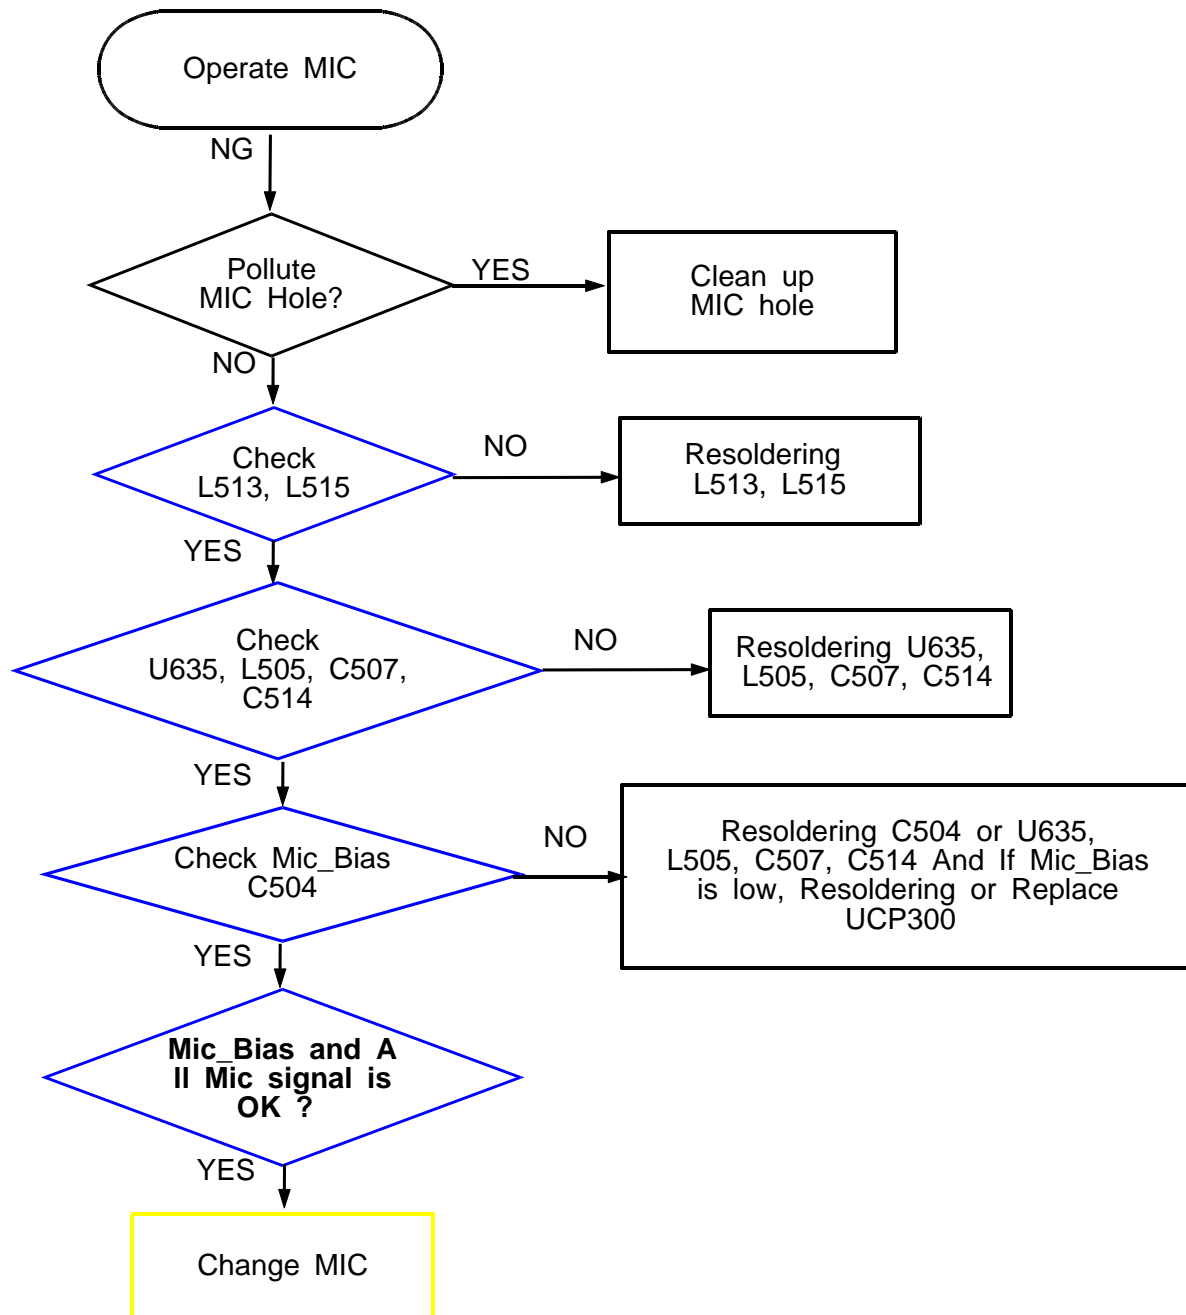 Operate MIC
NG
Pollute
MIC Hole?
YES
Clean up
MIC hole
NO
Check
L513, L515
NO
Resoldering
L513, L515
YES
Check
U635, L505, C507,
C514
NO
Resoldering U635,
L505, C507, C514
YES
Check Mic_Bias
C504
NO
Resoldering C504 or U635,
L505, C507, C514 And If Mic_Bias
is low, Resoldering or Replace
UCP300
YES
Mic_Bias and A
ll Mic signal is
OK ?
YES
Change MIC